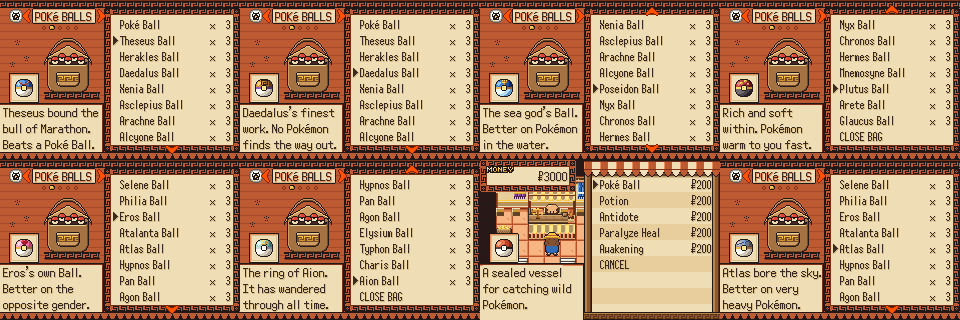 POKé BALLS
Poké Ball × 3
Theseus Ball × 3
Herakles Ball × 3
Daedalus Ball × 3
Xenia Ball × 3
Asclepius Ball × 3
Arachne Ball × 3
Alcyone Ball × 3
Theseus bound the
bull of Marathon.
Beats a Poké Ball.
POKé BALLS
Poké Ball × 3
Theseus Ball × 3
Herakles Ball × 3
Daedalus Ball × 3
Xenia Ball × 3
Asclepius Ball × 3
Arachne Ball × 3
Alcyone Ball × 3
Daedalus's finest
work. No Pokémon
finds the way out.
POKé BALLS
Xenia Ball × 3
Asclepius Ball × 3
Arachne Ball × 3
Alcyone Ball × 3
Poseidon Ball × 3
Nyx Ball × 3
Chronos Ball × 3
Hermes Ball × 3
The sea god's Ball.
Better on Pokémon
in the water.
POKé BALLS
Nyx Ball × 3
Chronos Ball × 3
Hermes Ball × 3
Mnemosyne Ball × 3
Plutus Ball × 3
Arete Ball × 3
Glaucus Ball × 3
CLOSE BAG
Rich and soft
within. Pokémon
warm to you fast.
POKé BALLS
Selene Ball × 3
Philia Ball × 3
Eros Ball × 3
Atalanta Ball × 3
Atlas Ball × 3
Hypnos Ball × 3
Pan Ball × 3
Agon Ball × 3
Eros's own Ball.
Better on the
opposite gender.
POKé BALLS
Hypnos Ball × 3
Pan Ball × 3
Agon Ball × 3
Elysium Ball × 3
Typhon Ball × 3
Charis Ball × 3
Aion Ball × 3
CLOSE BAG
The ring of Aion.
It has wandered
through all time.
MONEY
₽3000
Poké Ball ₽200
Potion ₽200
Antidote ₽200
Paralyze Heal ₽200
Awakening ₽200
CANCEL
A sealed vessel
for catching wild
Pokémon.
POKé BALLS
Selene Ball × 3
Philia Ball × 3
Eros Ball × 3
Atalanta Ball × 3
Atlas Ball × 3
Hypnos Ball × 3
Pan Ball × 3
Agon Ball × 3
Atlas bore the sky.
Better on very
heavy Pokémon.